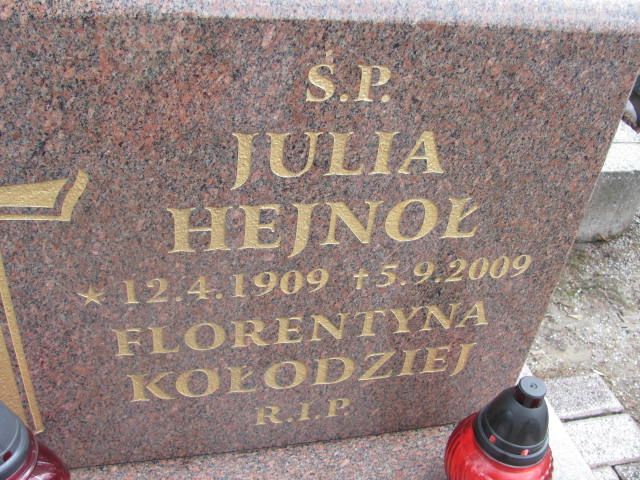 Ś.P.
JULIA
HEJNOŁ
* 12.4.1909 † 5.9.2009
FLORENTYNA
KOŁODZIEJ
R.I.P.